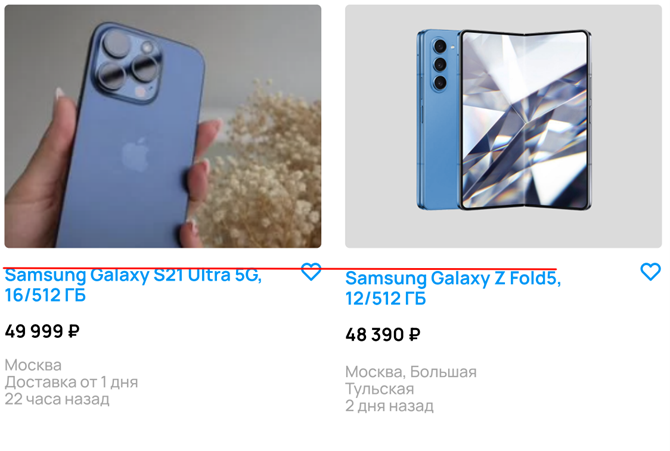 Samsung Galaxy S21 Ultra 5G,
16/512 ГБ
49 999 ₽
Москва
Доставка от 1 дня
22 часа назад
Samsung Galaxy Z Fold5,
12/512 ГБ
48 390 ₽
Москва, Большая
Тульская
2 дня назад